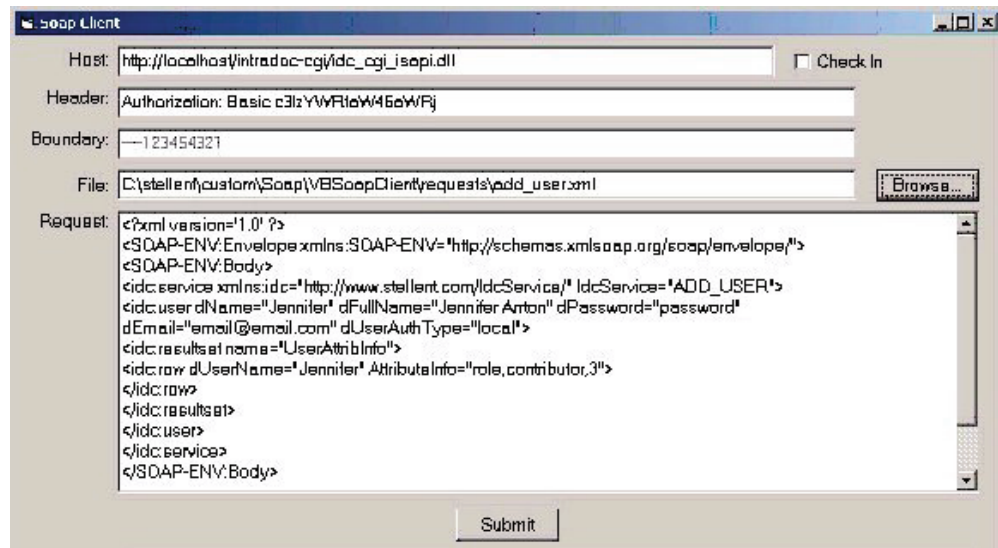 Soap Client
Host: http://localhost/intradoc-cgi/idc_cgi_isapi.dll
Check In
Header: Authorization: Basic c3lzYWRtaW46aWRj
Boundary: ----123454321
File: C:\stellent\custom\Soap\VBSoapClient\requests\add_user.xml
Browse...
Request: <?xml version='1.0' ?>
<SOAP-ENV:Envelope xmlns:SOAP-ENV="http://schemas.xmlsoap.org/soap/envelope/">
<SOAP-ENV:Body>
<idc:service xmlns:idc="http://www.stellent.com/IdcService/" IdcService="ADD_USER">
<idc:user dName="Jennifer" dFullName="Jennifer Anton" dPassword="password"
dEmail="email@email.com" dUserAuthType="local">
<idc:resultset name="UserAttribInfo">
<idc:row dUserName="Jennifer" AttributeInfo="role,contributor,3">
</idc:row>
</idc:resultset>
</idc:user>
</idc:service>
</SOAP-ENV:Body>
Submit